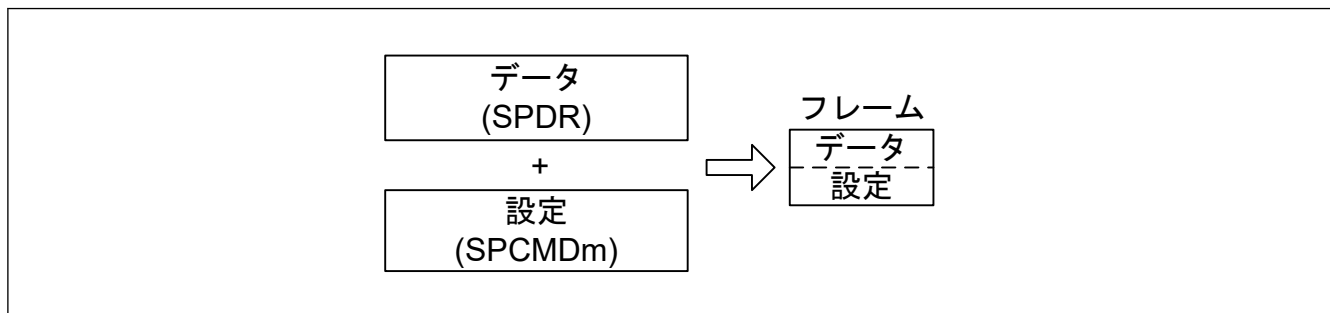 データ
(SPDR)
+
設定
(SPCMDm)
フレーム
データ
設定